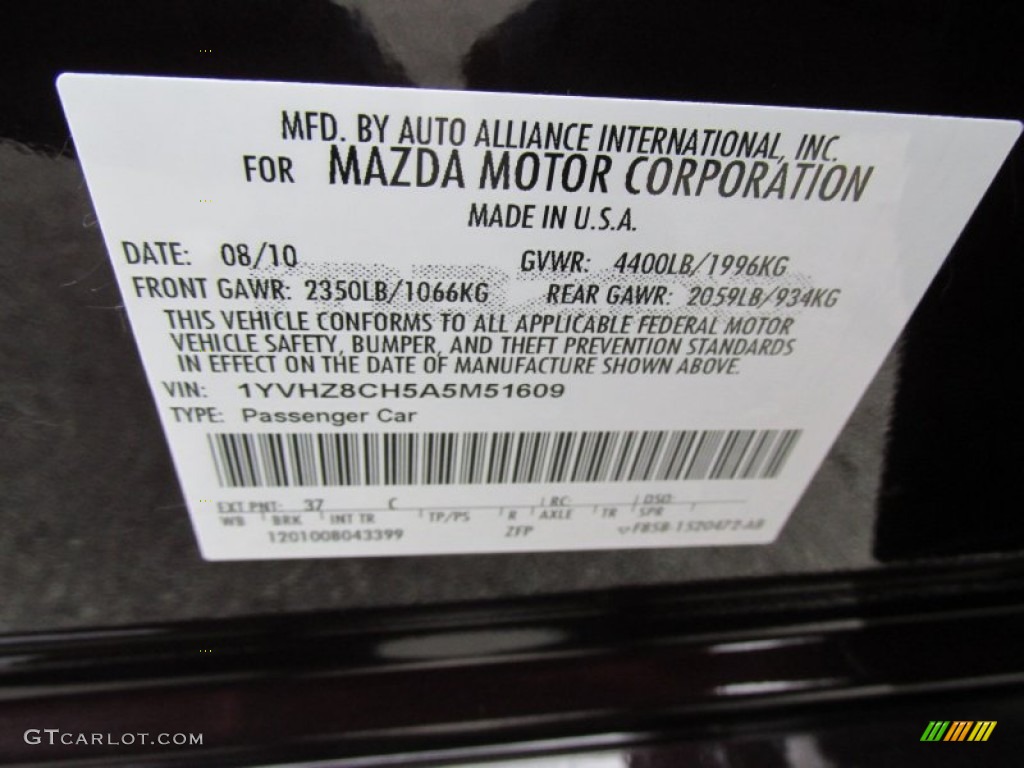 MFD. BY AUTO ALLIANCE INTERNATIONAL, INC.
FOR MAZDA MOTOR CORPORATION
MADE IN U.S.A.
DATE: 08/10 GVWR: 4400LB/1996KG
FRONT GAWR: 2350LB/1066KG REAR GAWR: 2059LB/934KG
THIS VEHICLE CONFORMS TO ALL APPLICABLE FEDERAL MOTOR
VEHICLE SAFETY, BUMPER, AND THEFT PREVENTION STANDARDS
IN EFFECT ON THE DATE OF MANUFACTURE SHOWN ABOVE.
VIN: 1YVHZ8CH5A5M51609
TYPE: Passenger Car
EXT PNT: 37 C RC: DSO:
WB BRK INT TR TP/PS R AXLE TR SPR
1201008043399 ZFP F85B-1520472-AB
GTCARLOT.COM